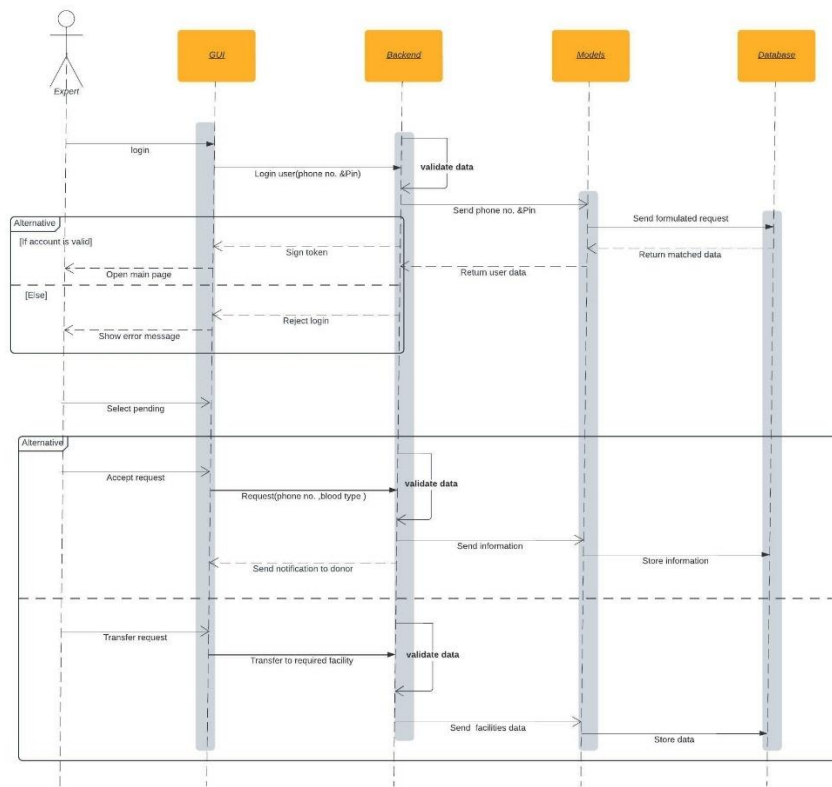 GUI
Backend
Models
Database
Expert
login
validate data
Login user(phone no. &Pin)
Send phone no. &Pin
Alternative
Send formulated request
[If account is valid]
Sign token
Return matched data
Open main page
Return user data
[Else]
Reject login
Show error message
Select pending
Alternative
Accept request
validate data
Request(phone no. ,blood type )
Send information
Store information
Send notification to donor
Transfer request
validate data
Transfer to required facility
Send facilities data
Store data